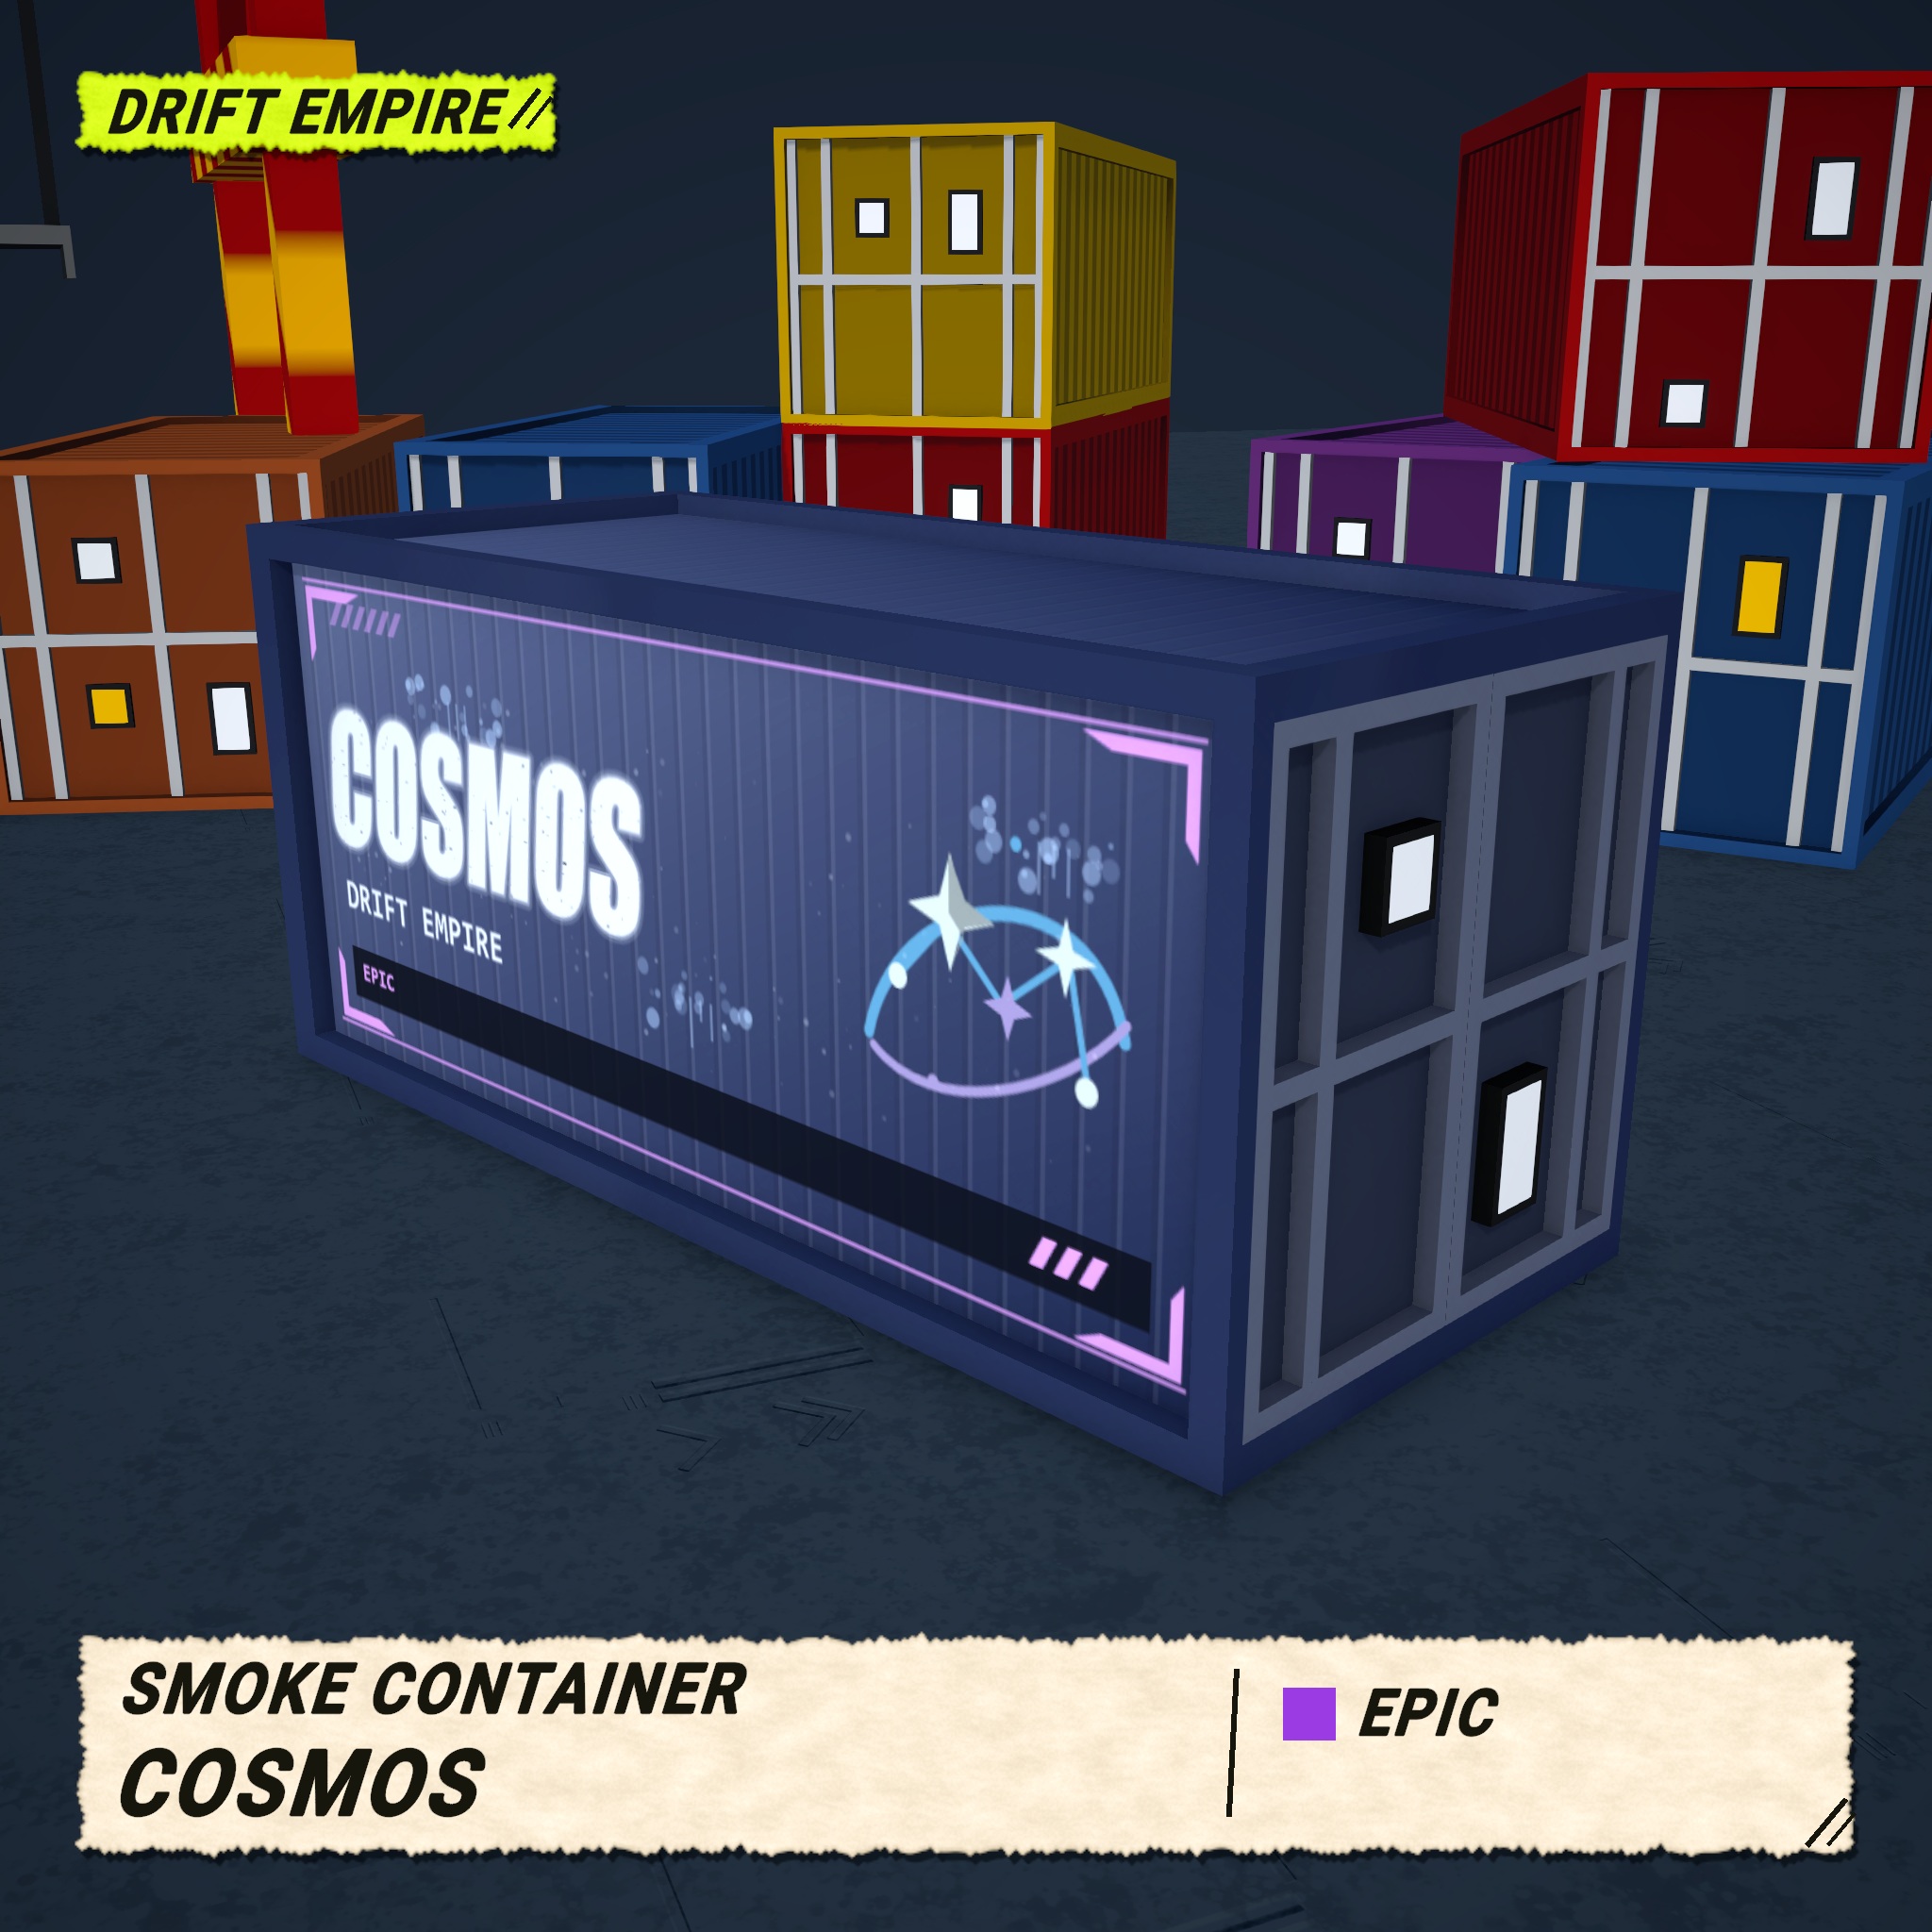 DRIFT EMPIRE//
COSMOS
DRIFT EMPIRE
EPIC
SMOKE CONTAINER
COSMOS
EPIC